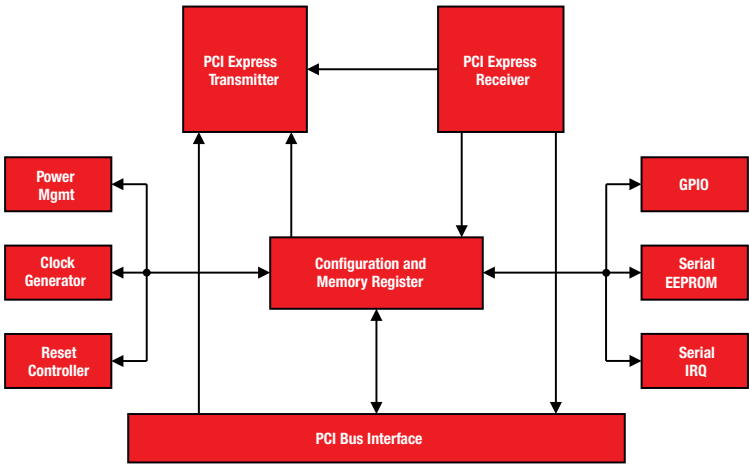 PCI Express
Transmitter
PCI Express
Receiver
Power
Mgmt
GPIO
Clock
Generator
Configuration and
Memory Register
Serial
EEPROM
Reset
Controller
Serial
IRQ
PCI Bus Interface